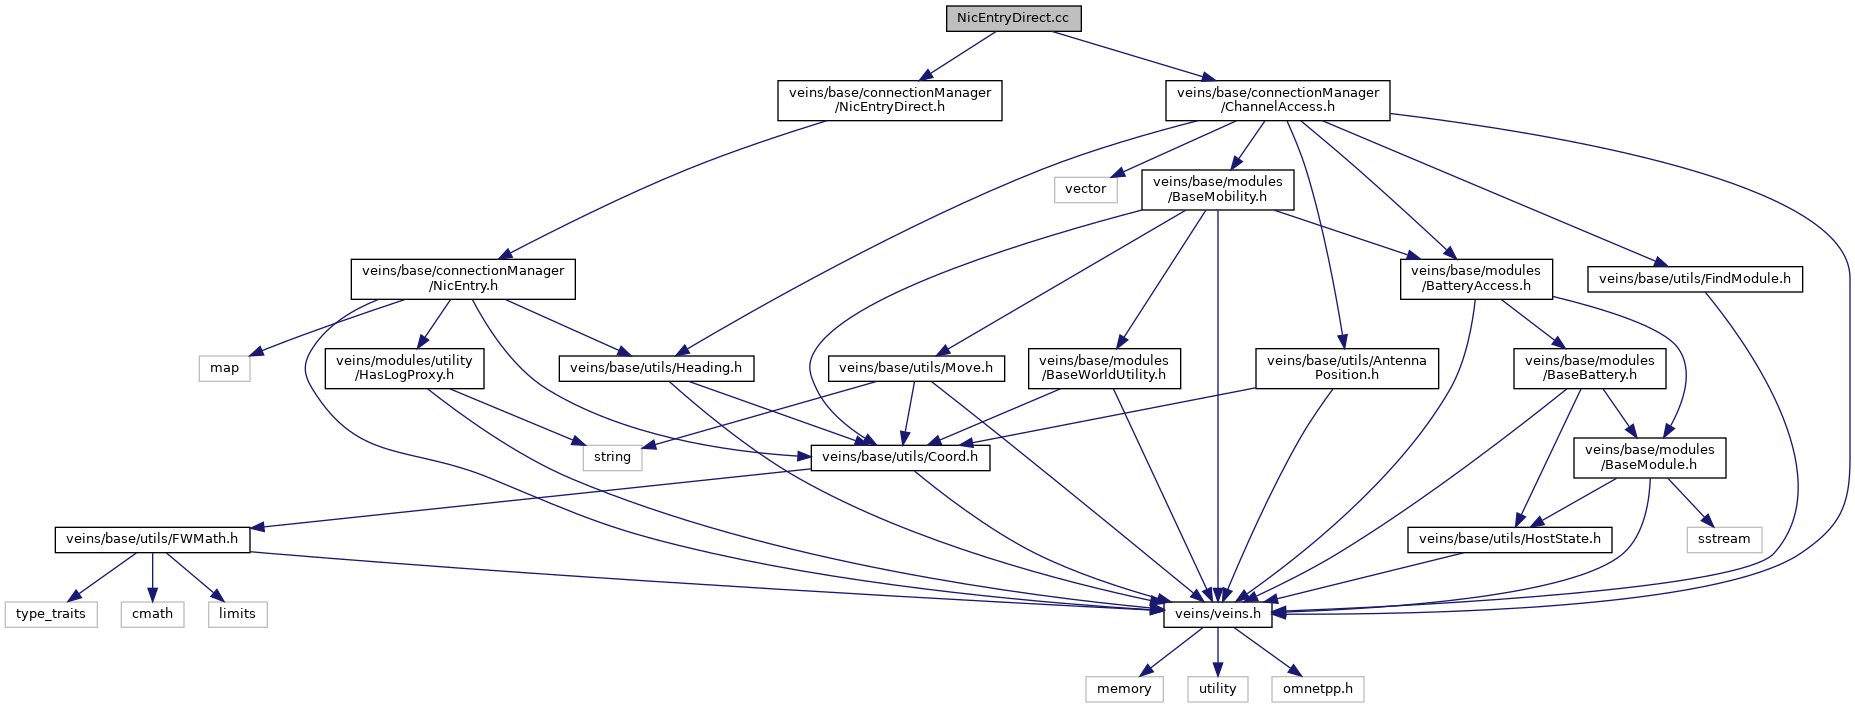 NicEntryDirect.cc
veins/base/connectionManager
/NicEntryDirect.h
veins/base/connectionManager
/ChannelAccess.h
vector
veins/base/modules
/BaseMobility.h
veins/base/connectionManager
/NicEntry.h
veins/base/modules
/BatteryAccess.h
veins/base/utils/FindModule.h
map
veins/modules/utility
/HasLogProxy.h
veins/base/utils/Heading.h
veins/base/utils/Move.h
veins/base/modules
/BaseWorldUtility.h
veins/base/utils/Antenna
Position.h
veins/base/modules
/BaseBattery.h
string
veins/base/utils/Coord.h
veins/base/modules
/BaseModule.h
veins/base/utils/FWMath.h
veins/base/utils/HostState.h
sstream
type_traits
cmath
limits
veins/veins.h
memory
utility
omnetpp.h